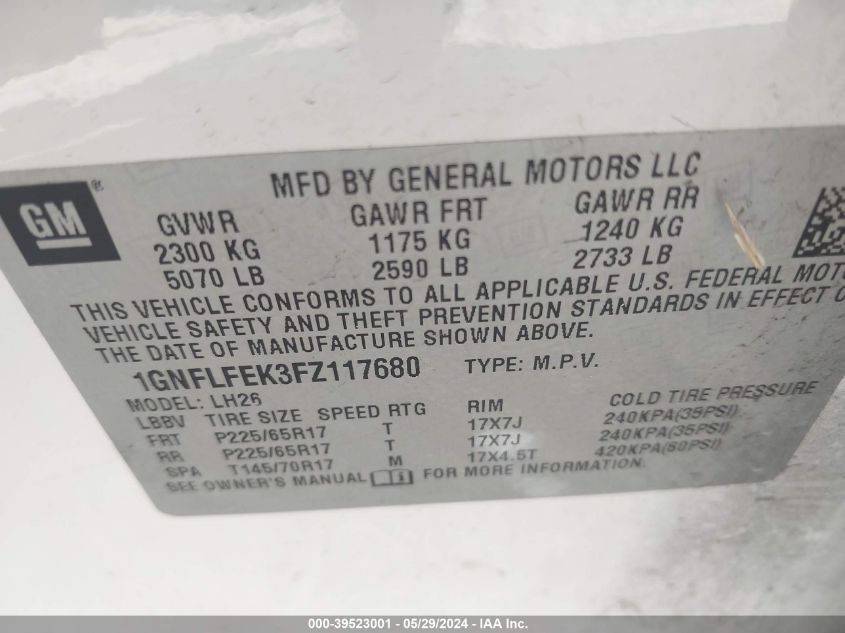 MFD BY GENERAL MOTORS LLC
GM®
GVWR GAWR FRT GAWR RR
2300 KG 1175 KG 1240 KG
5070 LB 2590 LB 2733 LB
THIS VEHICLE CONFORMS TO ALL APPLICABLE U.S. FEDERAL
VEHICLE SAFETY AND THEFT PREVENTION STANDARDS IN EFFECT
THE DATE OF MANUFACTURE SHOWN ABOVE.
1GNFLFEK3FZ117680 TYPE: M.P.V.
MODEL: LH26
LBBV TIRE SIZE SPEED RTG RIM COLD TIRE PRESSURE
FRT P225/65R17 T 17X7J 240KPA(35PSI)
RR P225/65R17 T 17X7J 240KPA(35PSI)
SPA T145/70R17 M 17X4.5T 420KPA(60PSI)
SEE OWNER'S MANUAL FOR MORE INFORMATION.
000-39523001 - 05/29/2024 - IAA Inc.